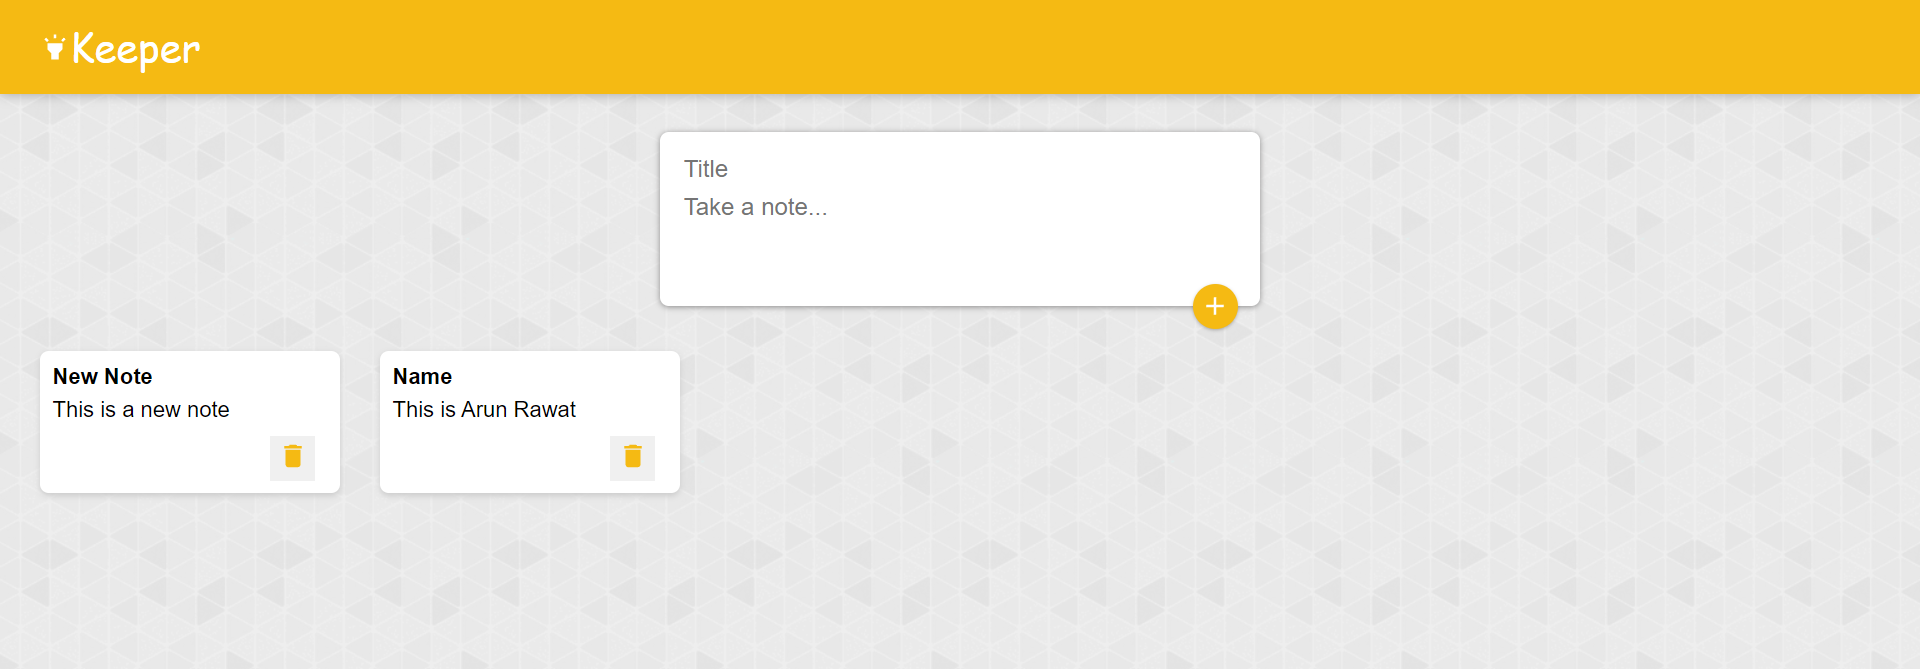 Keeper
Title
Take a note...
New Note
This is a new note
Name
This is Arun Rawat